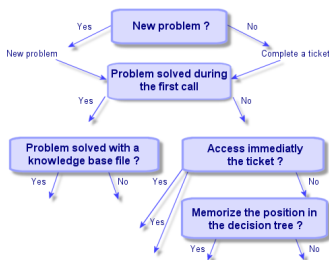 New problem ?
Yes
No
New problem
Complete a ticket
Problem solved during
the first call
Yes
No
Problem solved with a
knowledge base file ?
Access immediatly
the ticket ?
Yes
No
Yes
No
Yes
Memorize the position in
the decision tree ?
Yes
No